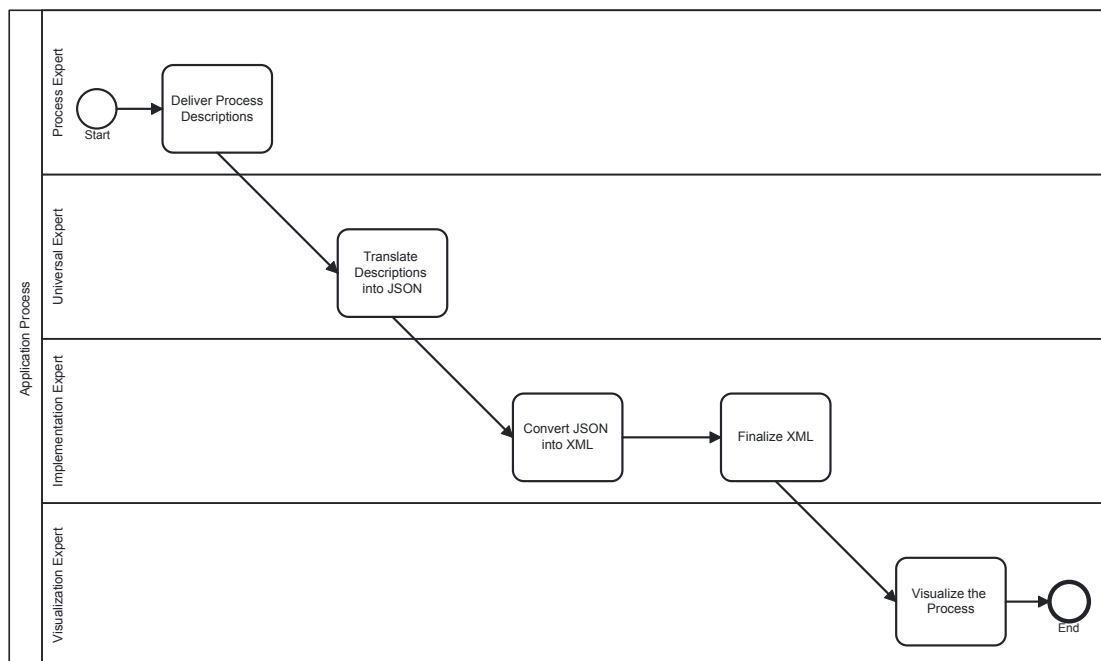 Application Process
Process Expert
Start
Deliver Process
Descriptions
Universal Expert
Translate
Descriptions
into JSON
Implementation Expert
Convert JSON
into XML
Finalize XML
Visualization Expert
Visualize the
Process
End